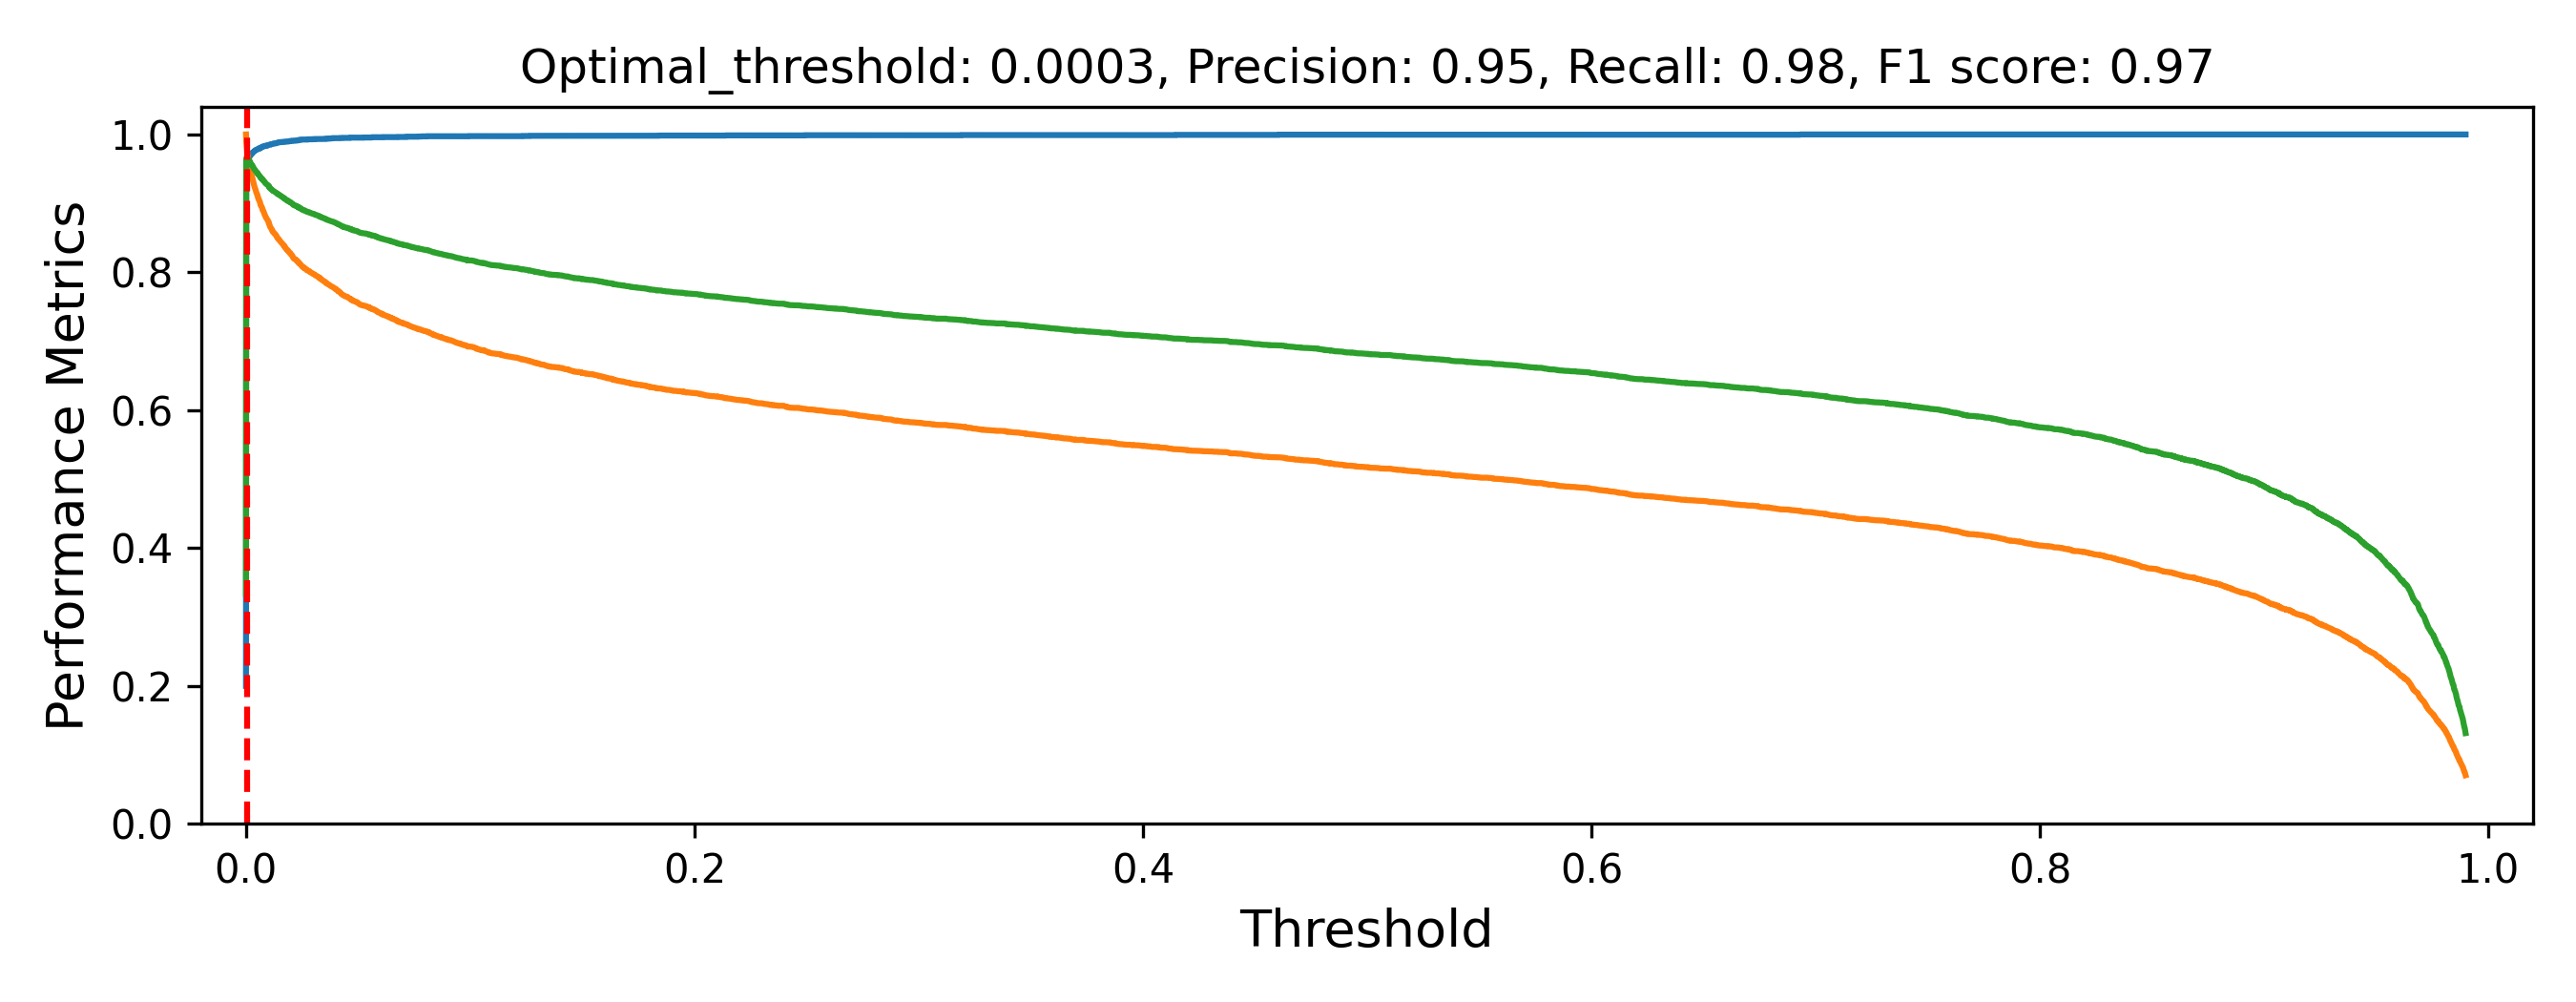 Optimal_threshold: 0.0003, Precision: 0.95, Recall: 0.98, F1 score: 0.97
Performance Metrics
1.0
0.8
0.6
0.4
0.2
0.0
0.0 0.2 0.4 0.6 0.8 1.0
Threshold